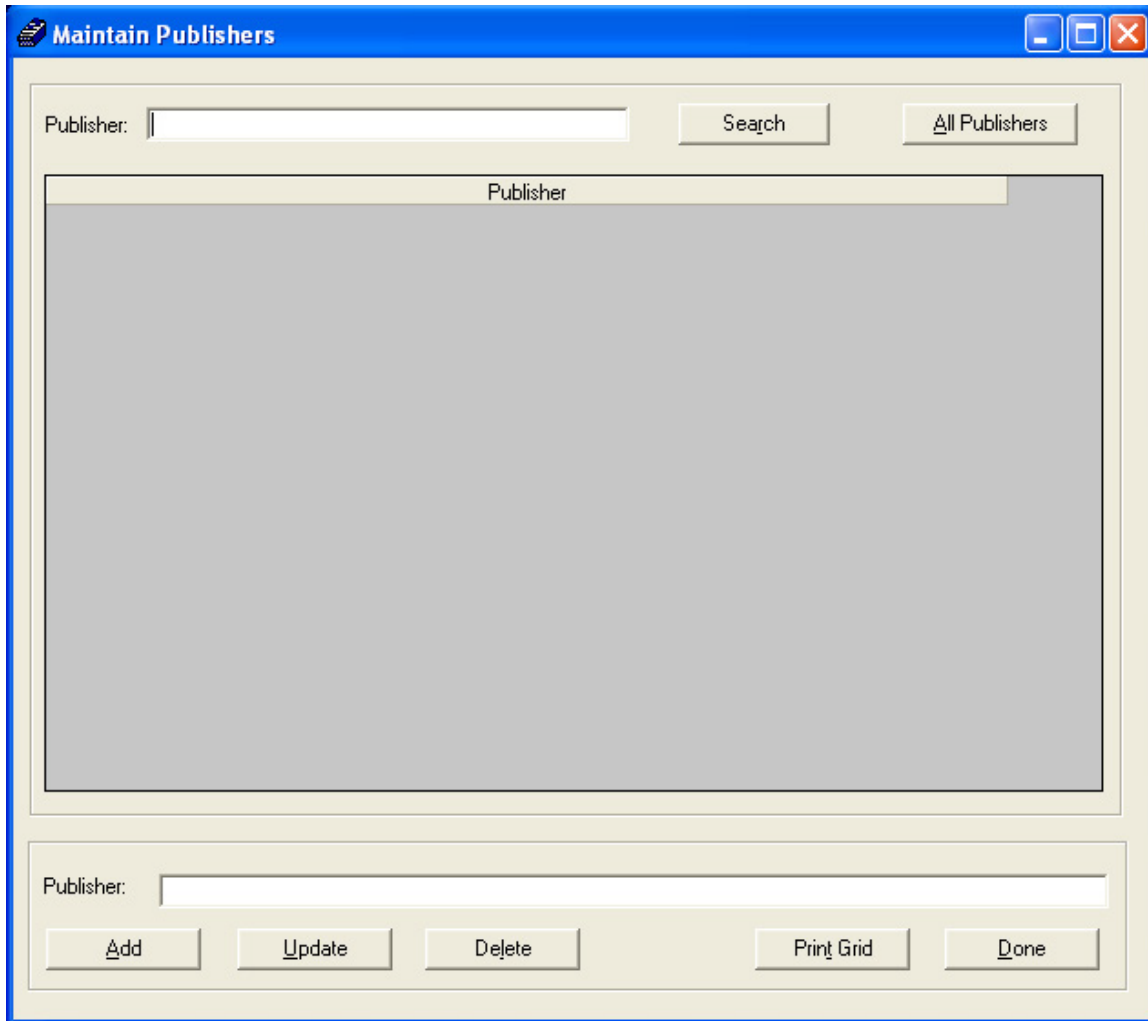 Maintain Publishers
Publisher: Search All Publishers
Publisher
Publisher:
Add Update Delete Print Grid Done